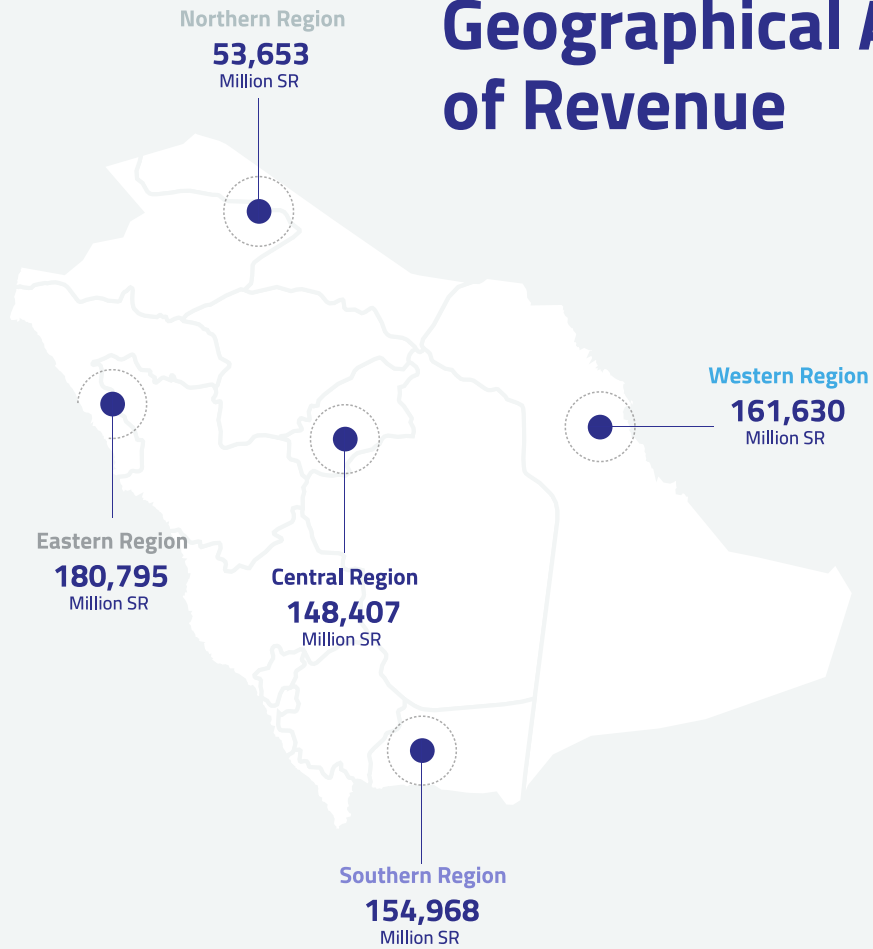 Northern Region
53,653
Million SR
Geographical A
of Revenue
Western Region
161,630
Million SR
Eastern Region
180,795
Million SR
Central Region
148,407
Million SR
Southern Region
154,968
Million SR